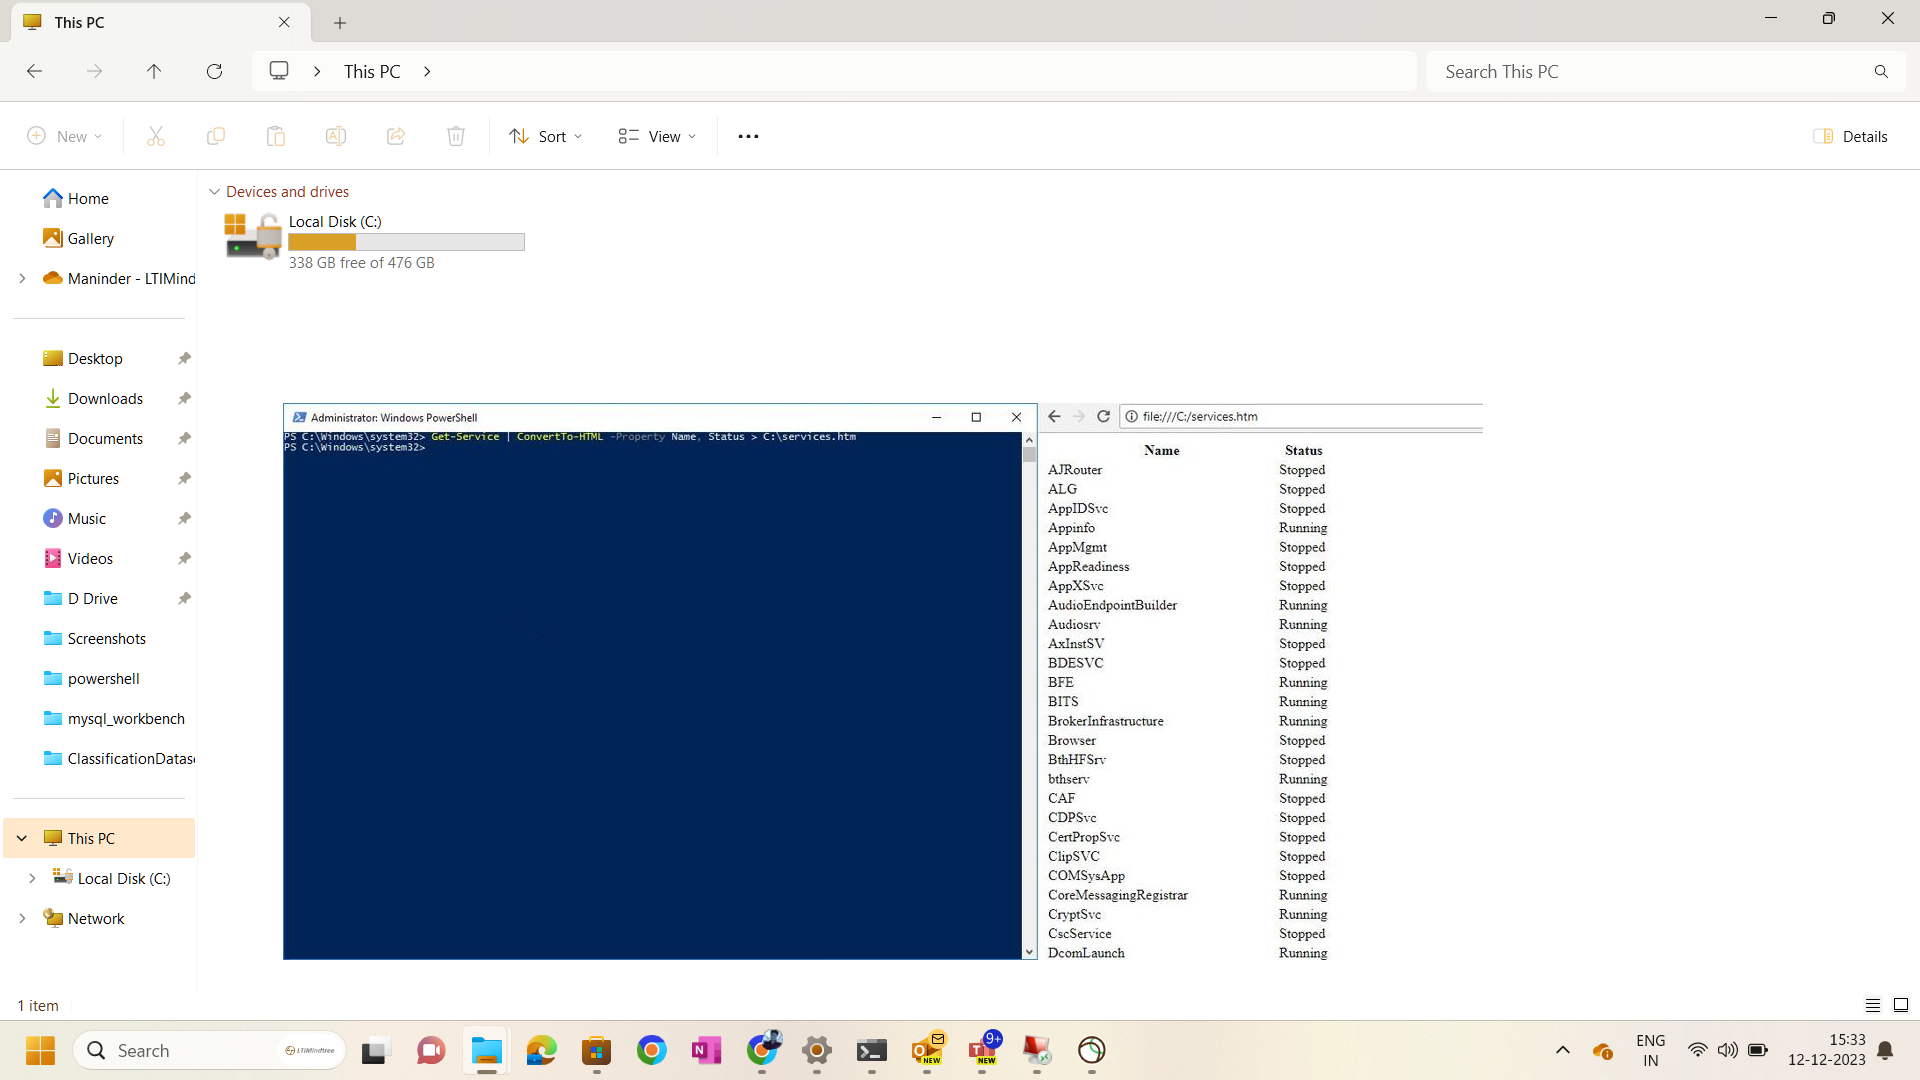 This PC
This PC
Search This PC
New
Sort
View
Details
Home
Gallery
Maninder - LTIMind
Desktop
Downloads
Documents
Pictures
Music
Videos
D Drive
Screenshots
powershell
mysql_workbench
ClassificationDatas
This PC
Local Disk (C:)
Network
Devices and drives
Local Disk (C:)
338 GB free of 476 GB
Administrator: Windows PowerShell
PS C:\Windows\system32> Get-Service | ConvertTo-HTML -Property Name, Status > C:\services.htm
PS C:\Windows\system32>
file:///C:/services.htm
Name Status
AJRouter Stopped
ALG Stopped
AppIDSvc Stopped
Appinfo Running
AppMgmt Stopped
AppReadiness Stopped
AppXSvc Stopped
AudioEndpointBuilder Running
Audiosrv Running
AxInstSV Stopped
BDESVC Stopped
BFE Running
BITS Running
BrokerInfrastructure Running
Browser Stopped
BthHFSrv Stopped
bthserv Running
CAF Stopped
CDPSvc Stopped
CertPropSvc Stopped
ClipSVC Stopped
COMSysApp Stopped
CoreMessagingRegistrar Running
CryptSvc Running
CscService Stopped
DcomLaunch Running
1 item
Search
LTIMindtree
NEW
9+
NEW
ENG
IN
15:33
12-12-2023